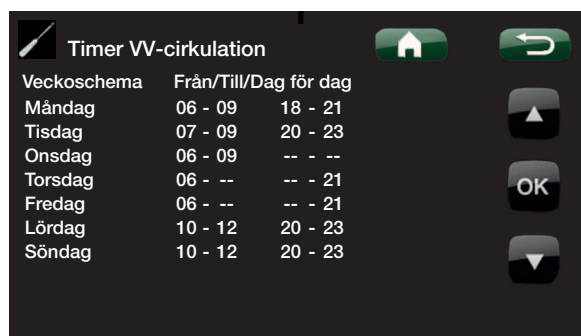 Timer VV-cirkulation
Veckoschema Från/Till/Dag för dag
Måndag 06 - 09 18 - 21
Tisdag 07 - 09 20 - 23
Onsdag 06 - 09 -- - --
Torsdag 06 - -- -- - 21
Fredag 06 - -- -- - 21
Lördag 10 - 12 20 - 23
Söndag 10 - 12 20 - 23
OK